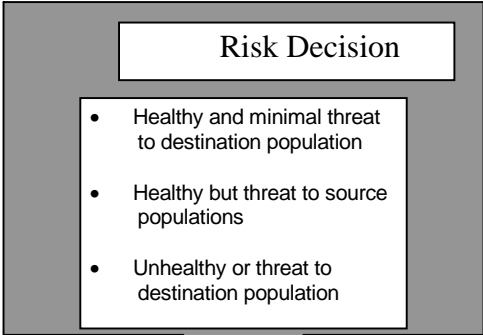 Risk Decision
• Healthy and minimal threat
to destination population
• Healthy but threat to source
populations
• Unhealthy or threat to
destination population